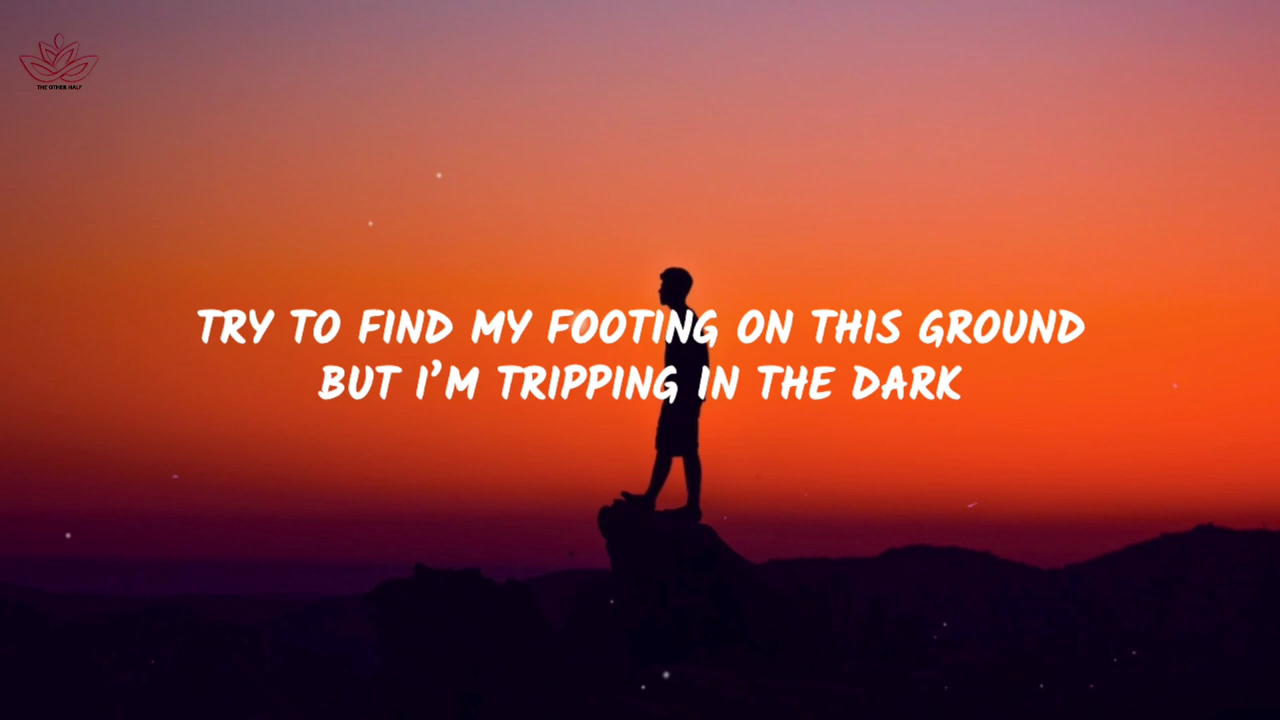 THE OTHER HALF
TRY TO FIND MY FOOTING ON THIS GROUND
BUT I'M TRIPPING IN THE DARK